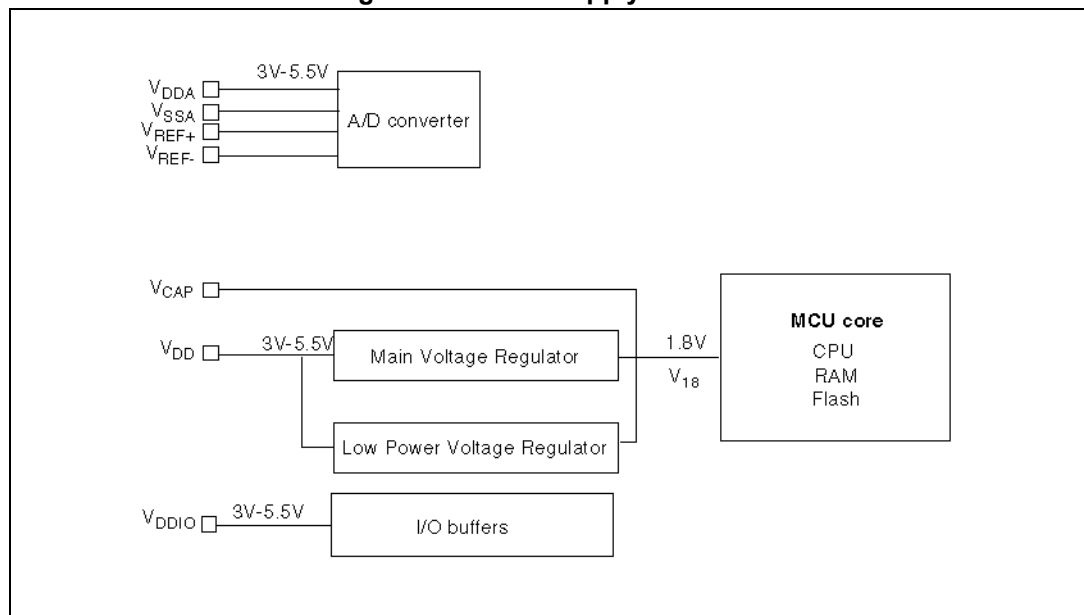 3V-5.5V
VDDA
VSSA
VREF+
VREF-
A/D converter
VCAP
VDD
3V-5.5V
Main Voltage Regulator
1.8V
V18
MCU core
CPU
RAM
Flash
Low Power Voltage Regulator
VDDIO
3V-5.5V
I/O buffers